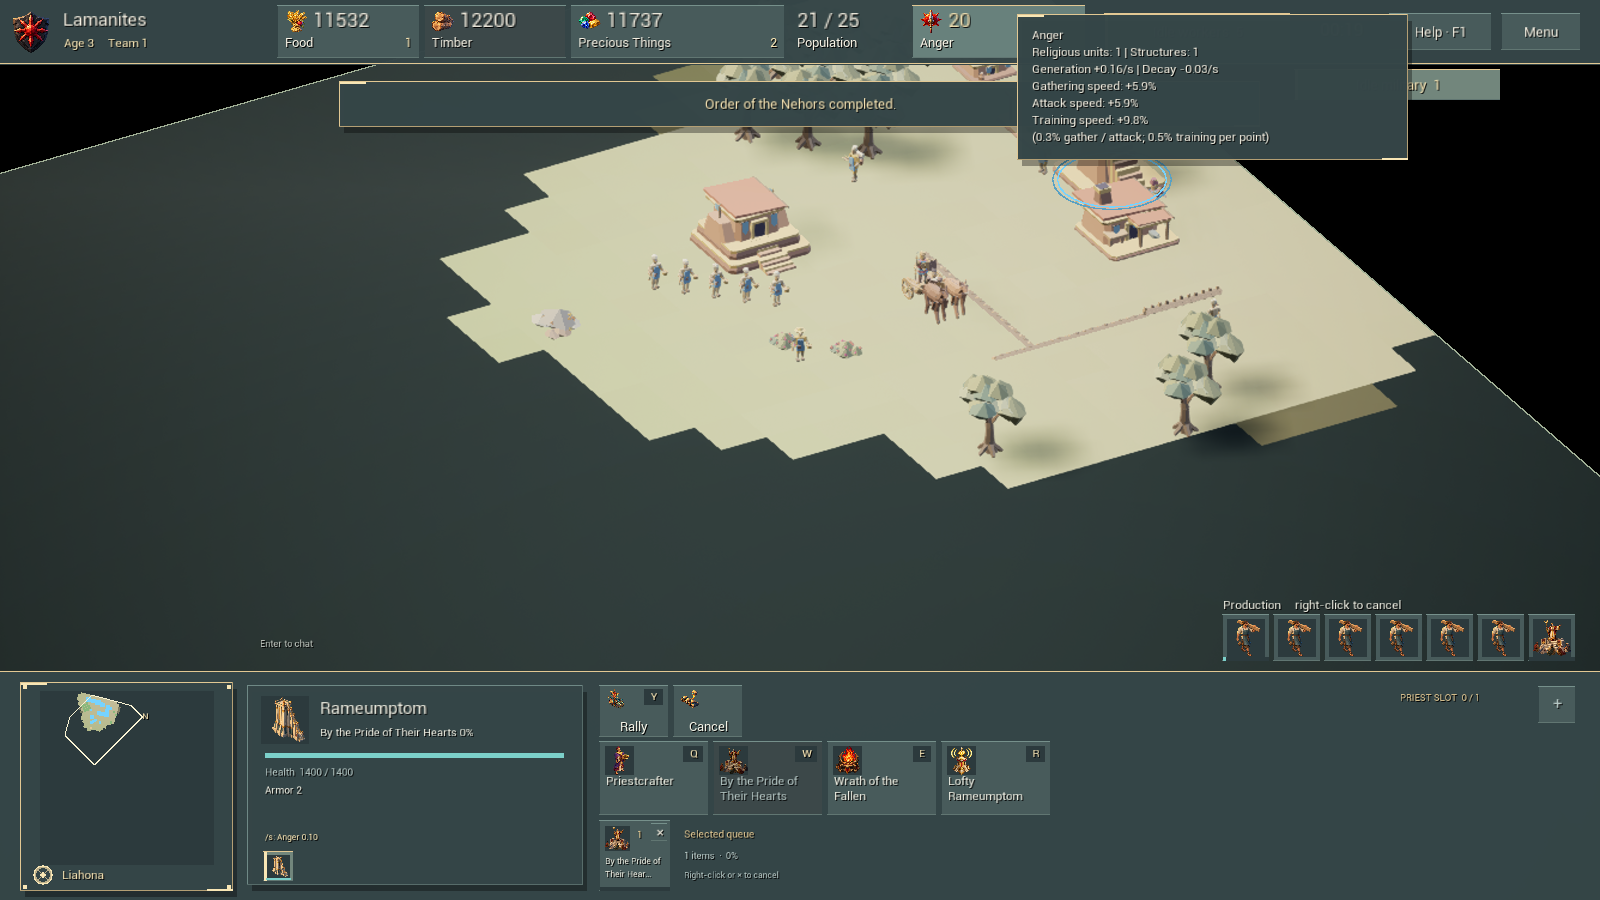 Lamanites
Age 3 Team 1
11532
Food 1
12200
Timber
11737
Precious Things 2
21 / 25
Population
20
Anger
Help · F1
Menu
Anger
Religious units: 1 | Structures: 1
Generation +0.16/s | Decay -0.03/s
Gathering speed: +5.9%
Attack speed: +5.9%
Training speed: +9.8%
(0.3% gather / attack; 0.5% training per point)
ary 1
Order of the Nehors completed.
Enter to chat
Production right-click to cancel
N
Liahona
Rameumptom
By the Pride of Their Hearts 0%
Health 1400 / 1400
Armor 2
/s: Anger 0.10
Y
Rally
Cancel
Q
Priestcrafter
W
By the Pride of
Their Hearts
E
Wrath of the
Fallen
R
Lofty
Rameumptom
1 ×
By the Pride of
Their Hear...
Selected queue
1 items · 0%
Right-click or × to cancel
PRIEST SLOT 0 / 1
+